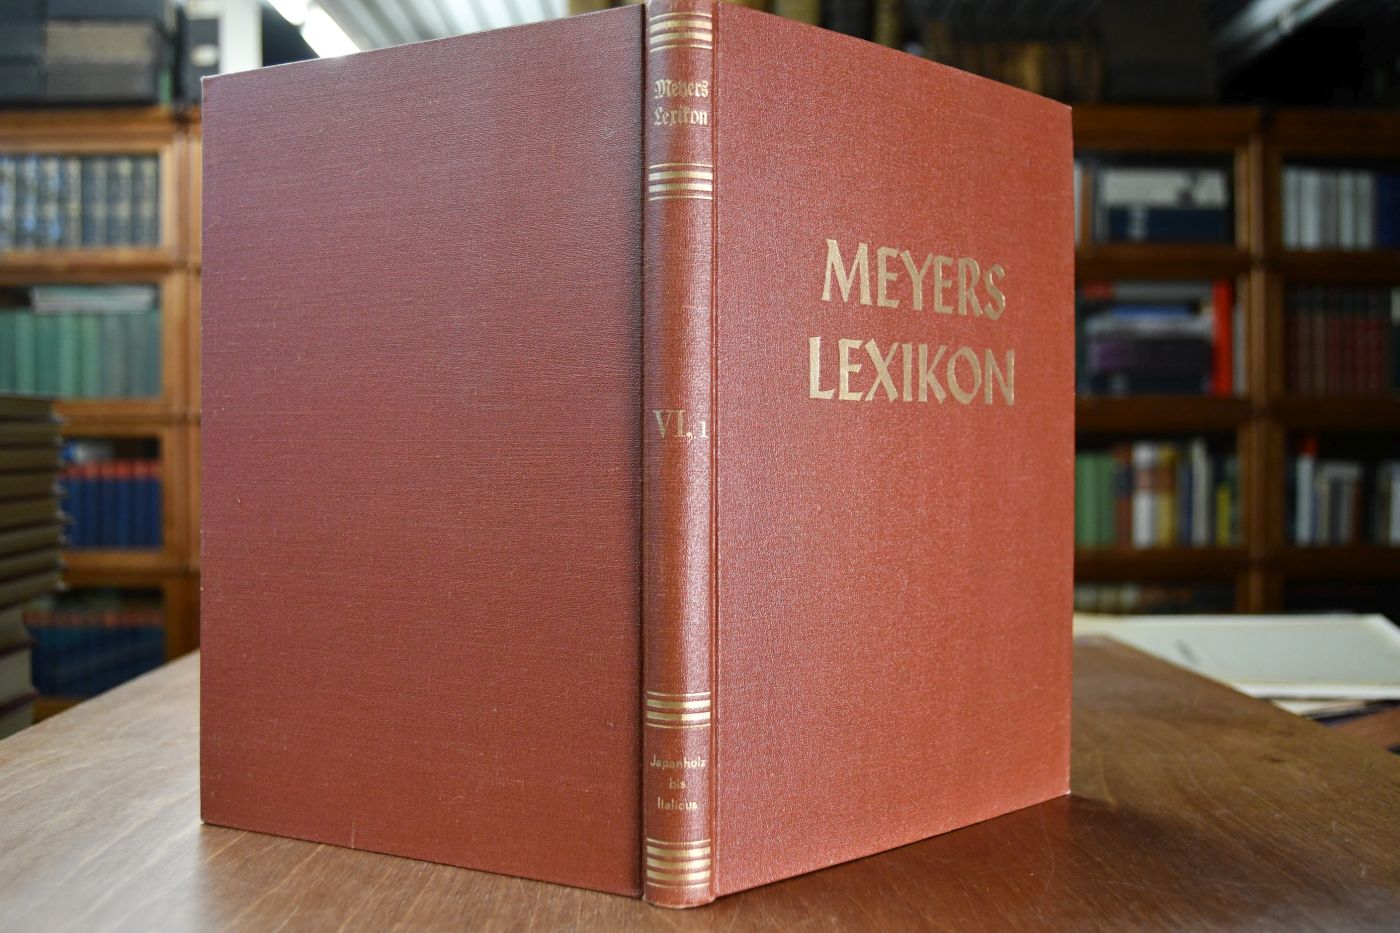 Meyers
Lexikon
VI, 1
Japanholz
bis
Italicus
MEYERS
LEXIKON